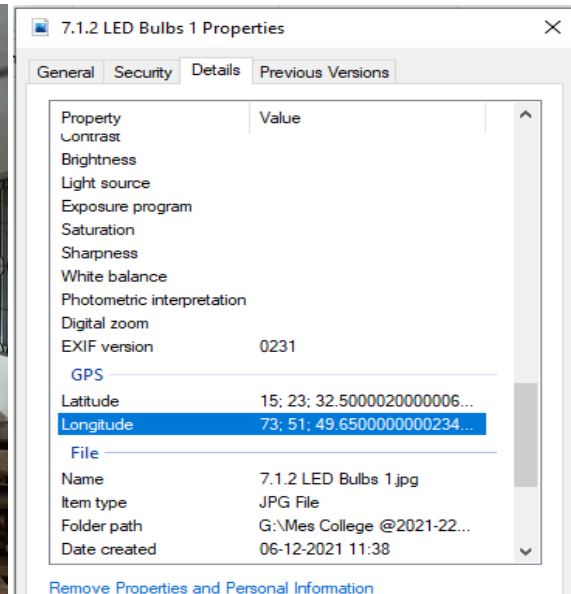 7.1.2 LED Bulbs 1 Properties
General Security Details Previous Versions
Property Value
Contrast
Brightness
Light source
Exposure program
Saturation
Sharpness
White balance
Photometric interpretation
Digital zoom
EXIF version 0231
GPS
Latitude 15; 23; 32.5000020000006...
Longitude 73; 51; 49.6500000000234...
File
Name 7.1.2 LED Bulbs 1.jpg
Item type JPG File
Folder path G:\Mes College @2021-22...
Date created 06-12-2021 11:38
Remove Properties and Personal Information